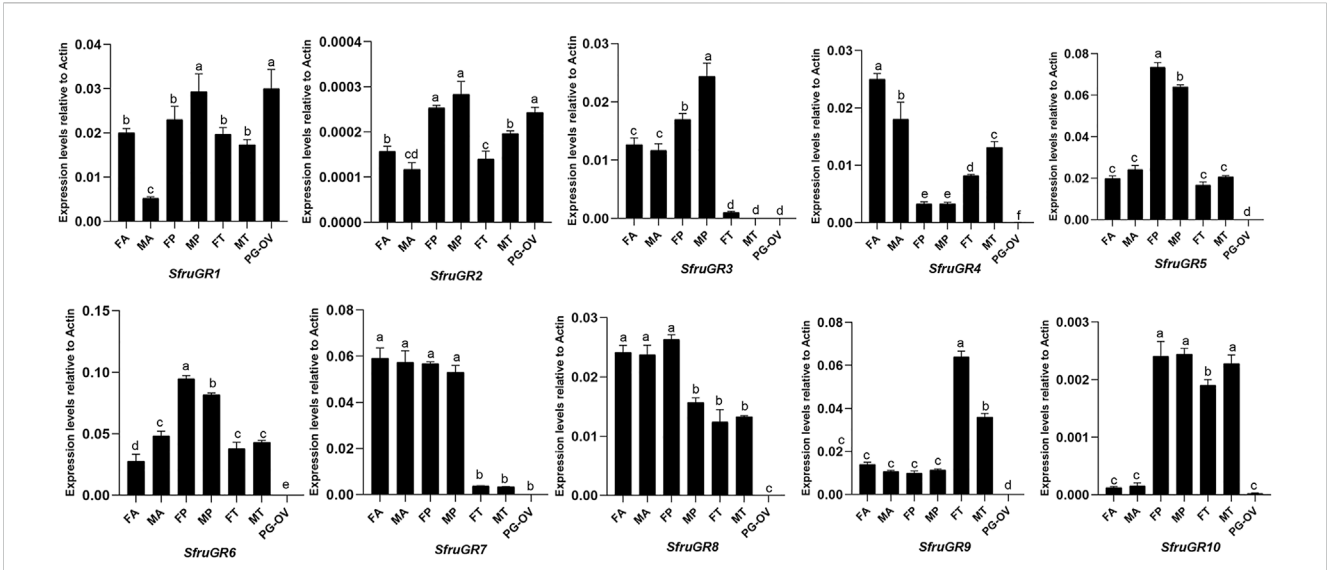 Expression levels relative to Actin
0.04
0.03
0.02
0.01
0.00
b
c
b
a
b
b
a
FA
MA
FP
MP
FT
MT
PG-OV
SfruGR1
Expression levels relative to Actin
0.0004
0.0003
0.0002
0.0001
0.0000
b
cd
a
a
c
b
a
FA
MA
FP
MP
FT
MT
PG-OV
SfruGR2
Expression levels relative to Actin
0.03
0.02
0.01
0.00
c
c
b
a
d
d
d
FA
MA
FP
MP
FT
MT
PG-OV
SfruGR3
Expression levels relative to Actin
0.03
0.02
0.010
0.000
a
b
e
e
d
c
f
FA
MA
FP
MP
FT
MT
PG-OV
SfruGR4
Expression levels relative to Actin
0.08
0.06
0.04
0.02
0.00
c
c
a
b
c
c
d
FA
MA
FP
MP
FT
MT
PG-OV
SfruGR5
Expression levels relative to Actin
0.15
0.10
0.05
0.00
d
c
a
b
c
c
e
FA
MA
FP
MP
FT
MT
PG-OV
SfruGR6
Expression levels relative to Actin
0.08
0.06
0.04
0.02
0.00
a
a
a
a
b
b
b
FA
MA
FP
MP
FT
MT
PG-OV
SfruGR7
Expression levels relative to Actin
0.03
0.02
0.01
0.00
a
a
a
b
b
b
c
FA
MA
FP
MP
FT
MT
PG-OV
SfruGR8
Expression levels relative to Actin
0.08
0.06
0.04
0.02
0.00
c
c
c
c
c
a
b
d
FA
MA
FP
MP
FT
MT
PG-OV
SfruGR9
Expression levels relative to Actin
0.003
0.002
0.001
0.000
c
c
a
a
b
a
c
FA
MA
FP
MP
FT
MT
PG-OV
SfruGR10